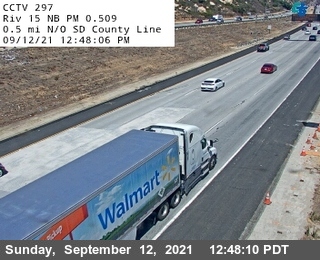 CCTV 297
Riv 15 NB PM 0.509
0.5 mi N/O SD County Line
09/12/21 12:48:06 PM
Walmart
Pickup
Sunday, September 12, 2021 12:48:10 PDT